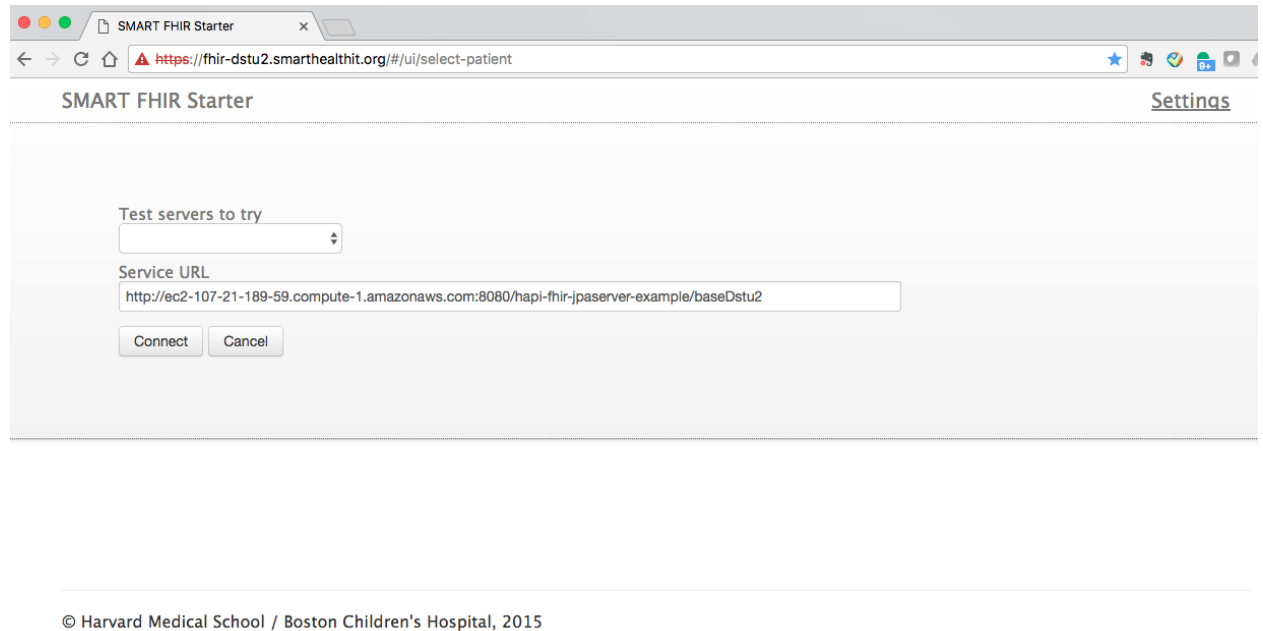 SMART FHIR Starter
https://fhir-dstu2.smarthealthit.org/#/ui/select-patient
9+
SMART FHIR Starter Settings
Test servers to try
Service URL
http://ec2-107-21-189-59.compute-1.amazonaws.com:8080/hapi-fhir-jpaserver-example/baseDstu2
Connect Cancel
© Harvard Medical School / Boston Children's Hospital, 2015